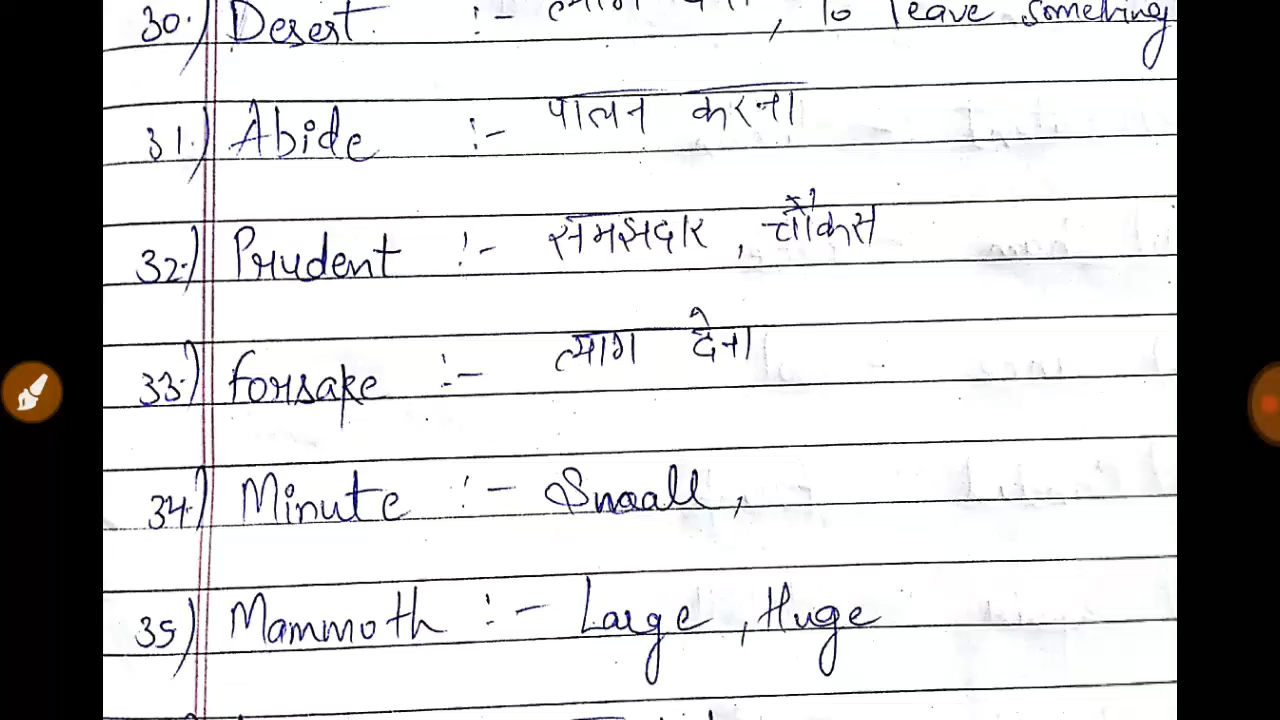 30.) Desert :- त्याग देना, To leave something
31.) Abide :- पालन करना
32.) Prudent :- समझदार, चौकस
33.) Forsake :- त्याग देना
34.) Minute :- Smaall,
35) Mammoth :- Large, Huge